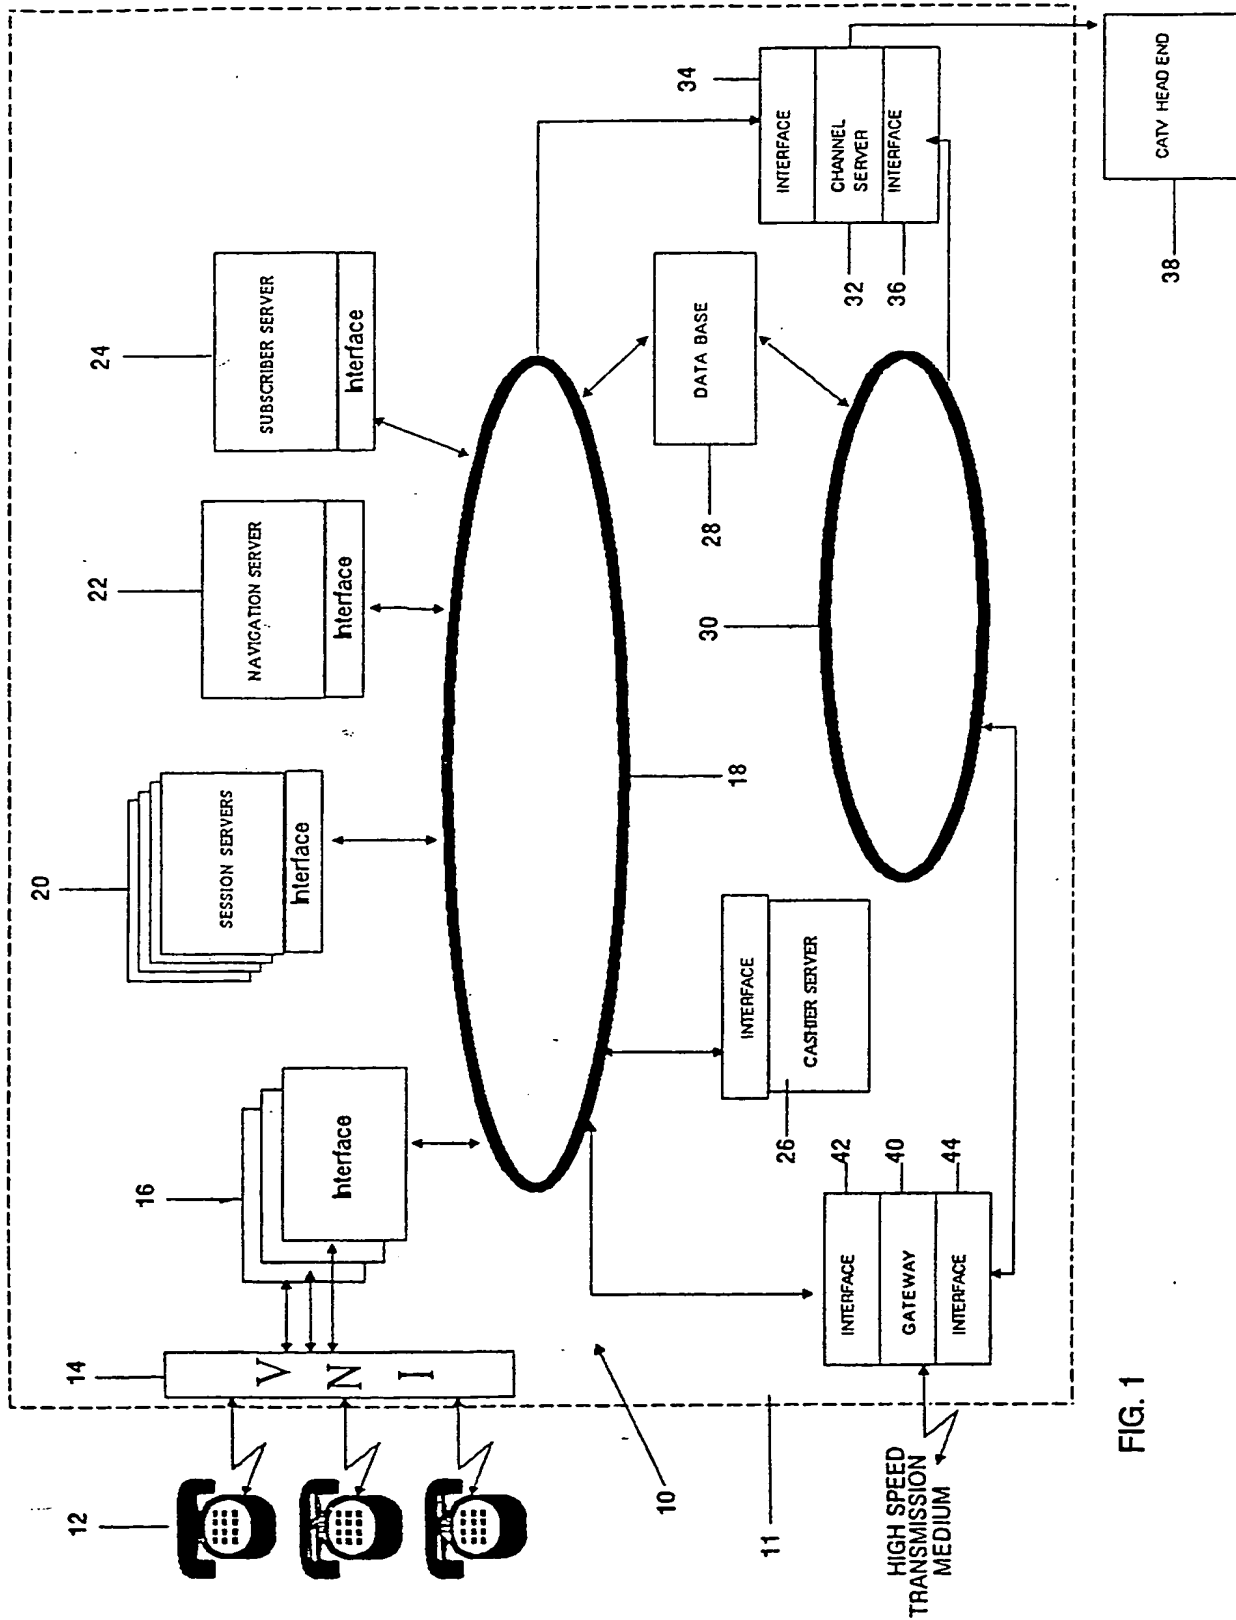 12
14
VNI
16
Interface
20
SESSION SERVERS
Interface
22
NAVIGATION SERVER
Interface
24
SUBSCRIBER SERVER
Interface
10
11
18
26
INTERFACE
CASHIER SERVER
28
DATA BASE
30
34
INTERFACE
CHANNEL
SERVER
INTERFACE
32
36
42
40
44
INTERFACE
GATEWAY
INTERFACE
HIGH SPEED
TRANSMISSION
MEDIUM
CATV HEAD END
38
FIG. 1